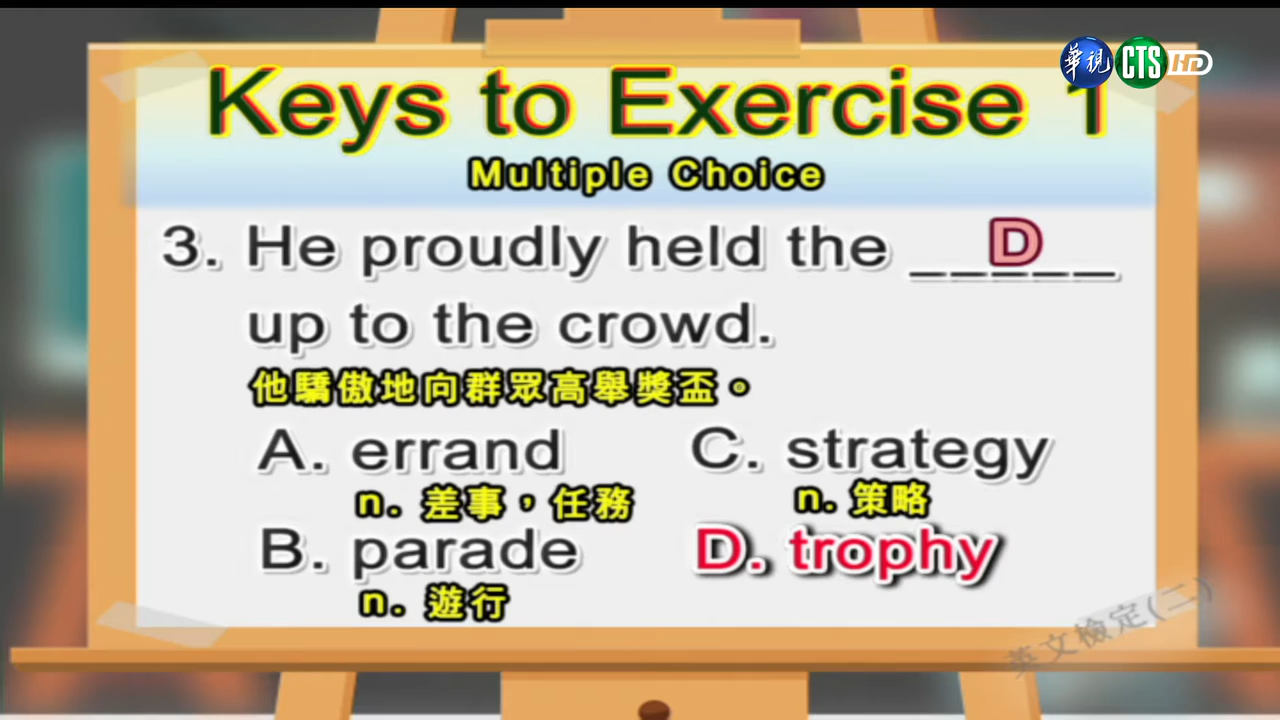 華視 CTS HD
Keys to Exercise 1
Multiple Choice
3. He proudly held the _ D _
up to the crowd.
他驕傲地向群眾高舉獎盃。
A. errand
n. 差事，任務
B. parade
n. 遊行
C. strategy
n. 策略
D. trophy
英文檢定(二)